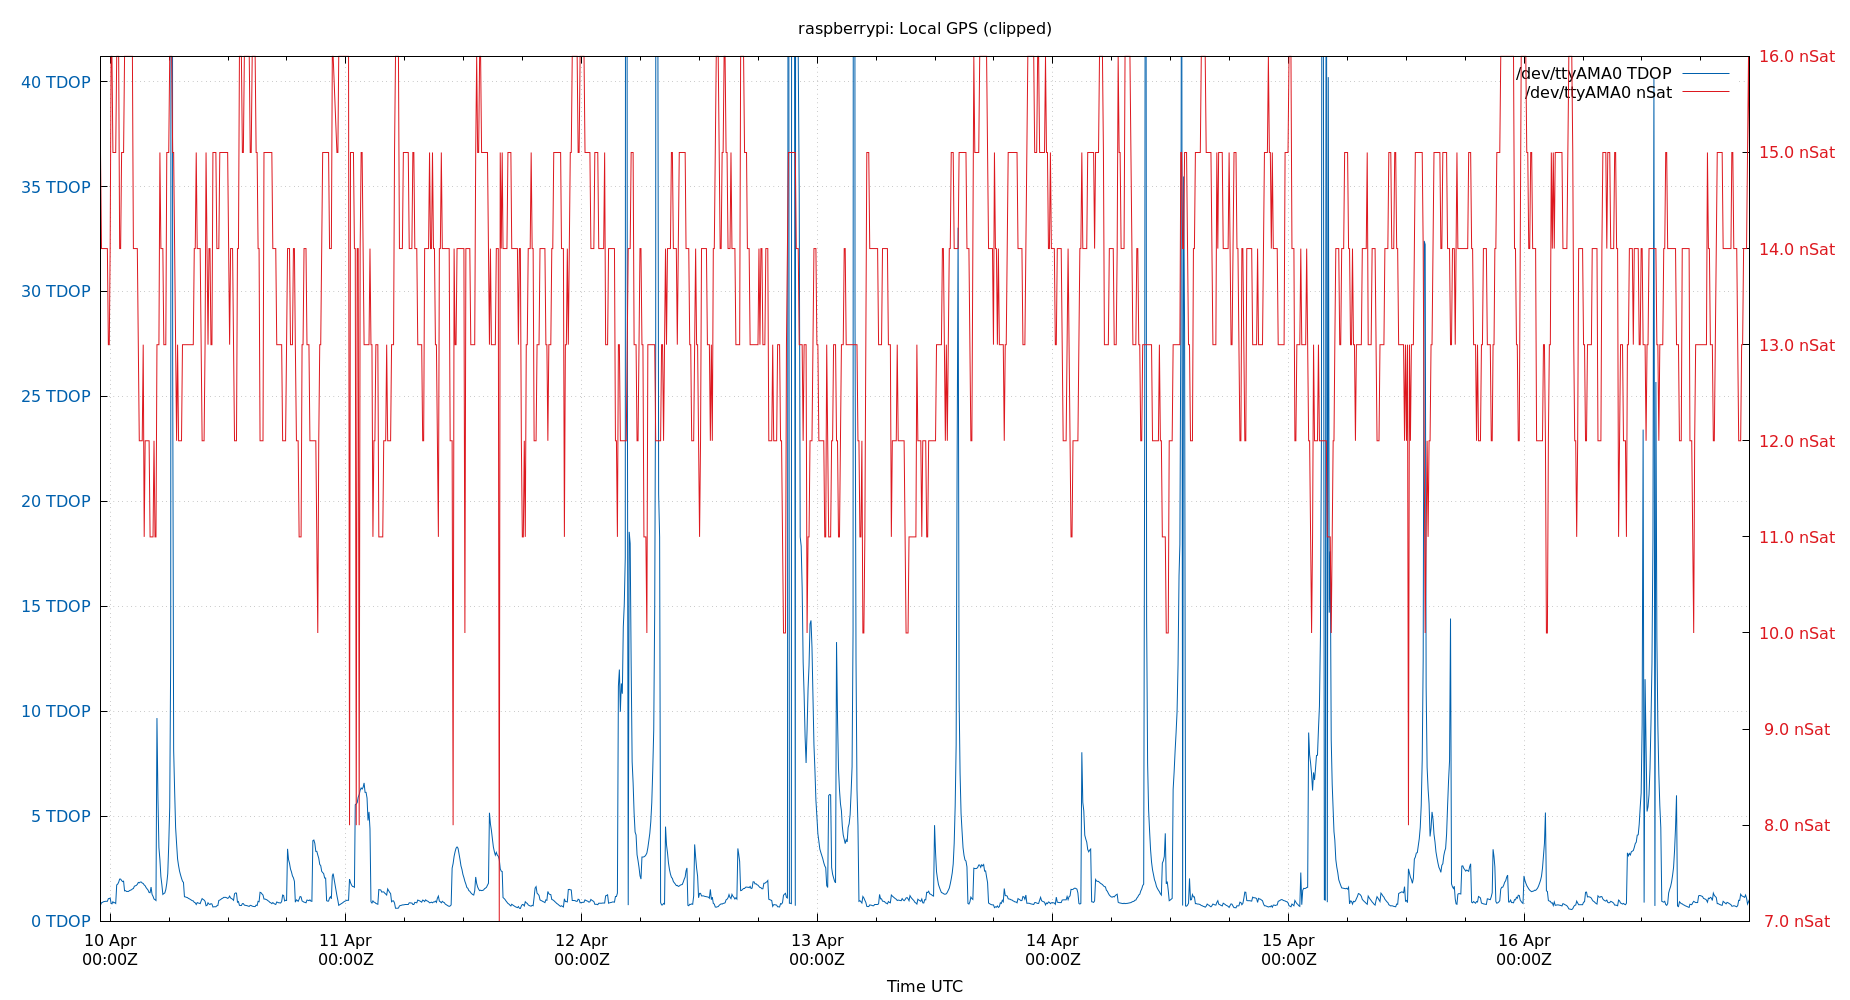 raspberrypi: Local GPS (clipped)
40 TDOP
35 TDOP
30 TDOP
25 TDOP
20 TDOP
15 TDOP
10 TDOP
5 TDOP
0 TDOP
/dev/ttyAMA0 TDOP
/dev/ttyAMA0 nSat
16.0 nSat
15.0 nSat
14.0 nSat
13.0 nSat
12.0 nSat
11.0 nSat
10.0 nSat
9.0 nSat
8.0 nSat
7.0 nSat
10 Apr 11 Apr 12 Apr 13 Apr 14 Apr 15 Apr 16 Apr
00:00Z 00:00Z 00:00Z 00:00Z 00:00Z 00:00Z 00:00Z
Time UTC